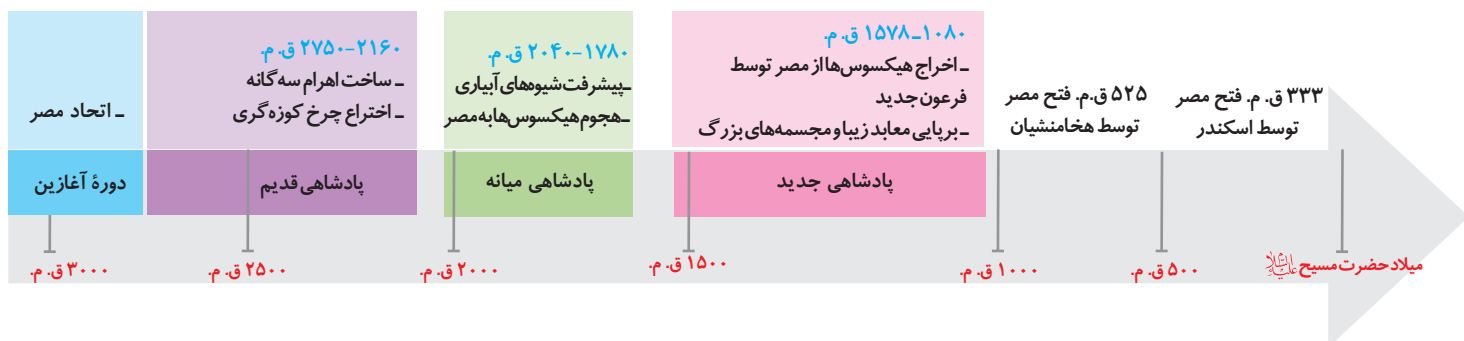 ـ اتحاد مصر
دورهٔ آغازین
۲۷۵۰–۲۱۶۰ ق. م.
ـ ساخت اهرام سه گانه
ـ اختراع چرخ کوزه گری
پادشاهی قدیم
۲۰۴۰–۱۷۸۰ ق. م.
ـ پیشرفت شیوه‌های آبیاری
ـ هجوم هیکسوس‌ها به مصر
پادشاهی میانه
۱۵۷۸ـ۱۰۸۰ ق. م.
ـ اخراج هیکسوس‌ها از مصر توسط
فرعون جدید
ـ برپایی معابد زیبا و مجسمه‌های بزرگ
پادشاهی جدید
۵۲۵ ق.م. فتح مصر
توسط هخامنشیان
۳۳۳ ق. م. فتح مصر
توسط اسکندر
۳۰۰۰ ق. م.
۲۵۰۰ ق. م.
۲۰۰۰ ق. م.
۱۵۰۰ ق. م.
۱۰۰۰ ق. م.
۵۰۰ ق. م.
میلاد حضرت مسیح علیه‌السلام